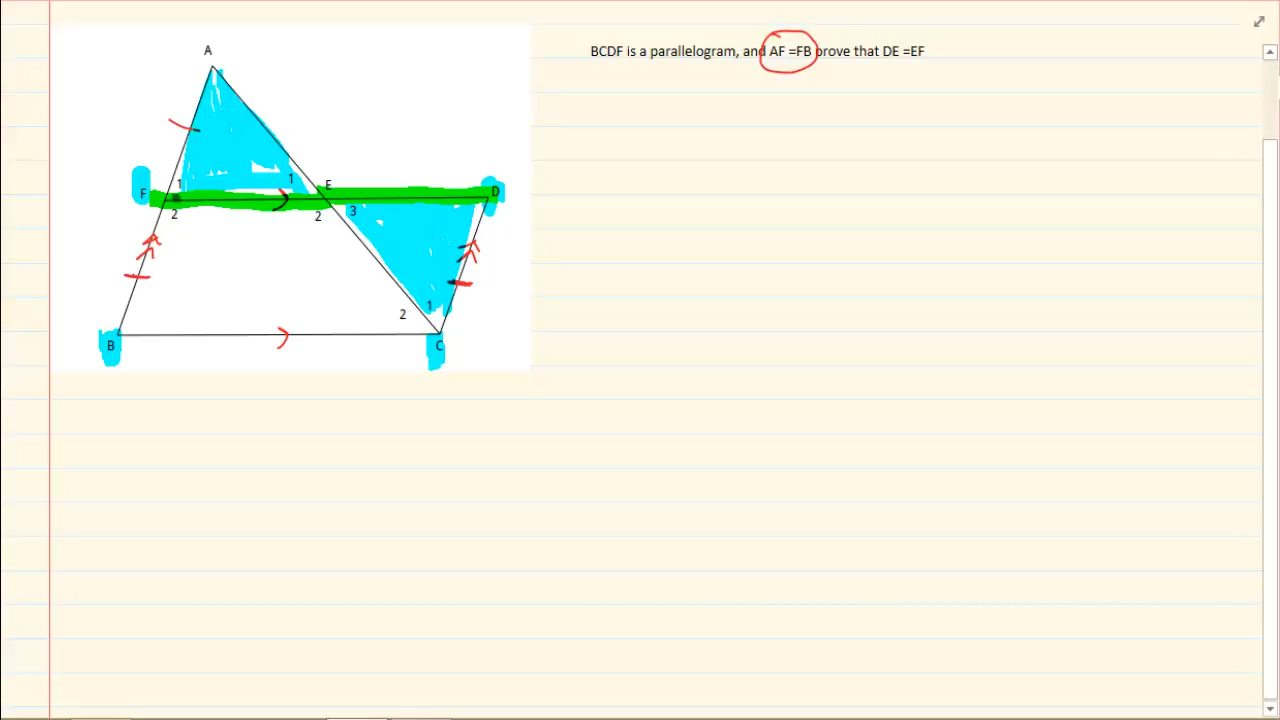 BCDF is a parallelogram, and AF =FB prove that DE =EF
A
1
1
E
F
D
2
2
3
1
2
B
C